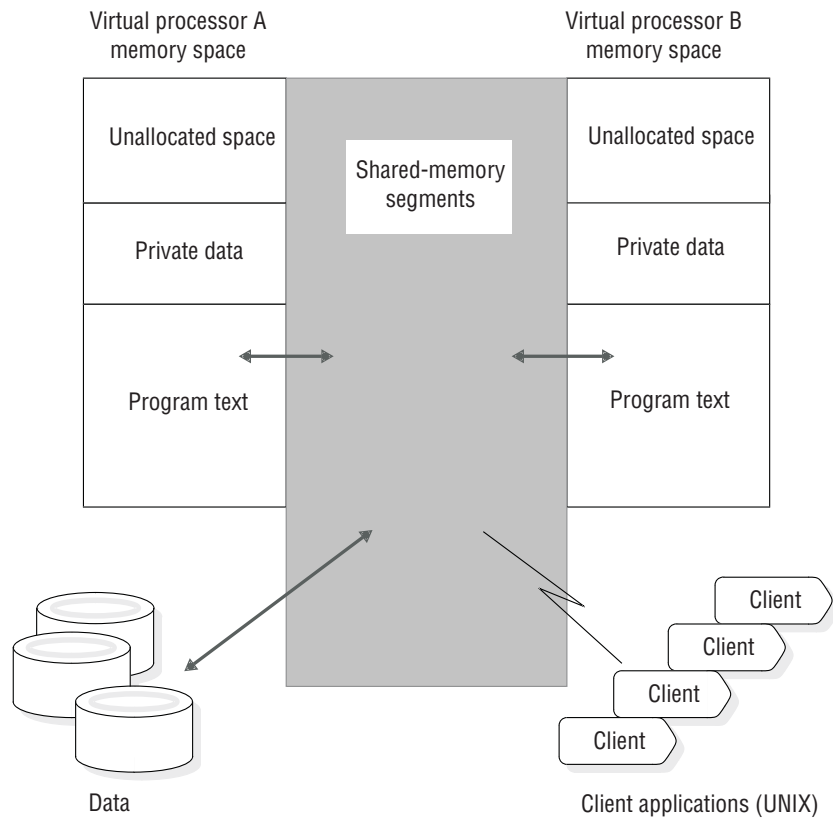 Virtual processor A
memory space
Virtual processor B
memory space
Unallocated space
Shared-memory
segments
Unallocated space
Private data
Private data
Program text
Program text
Client
Client
Client
Client
Data
Client applications (UNIX)